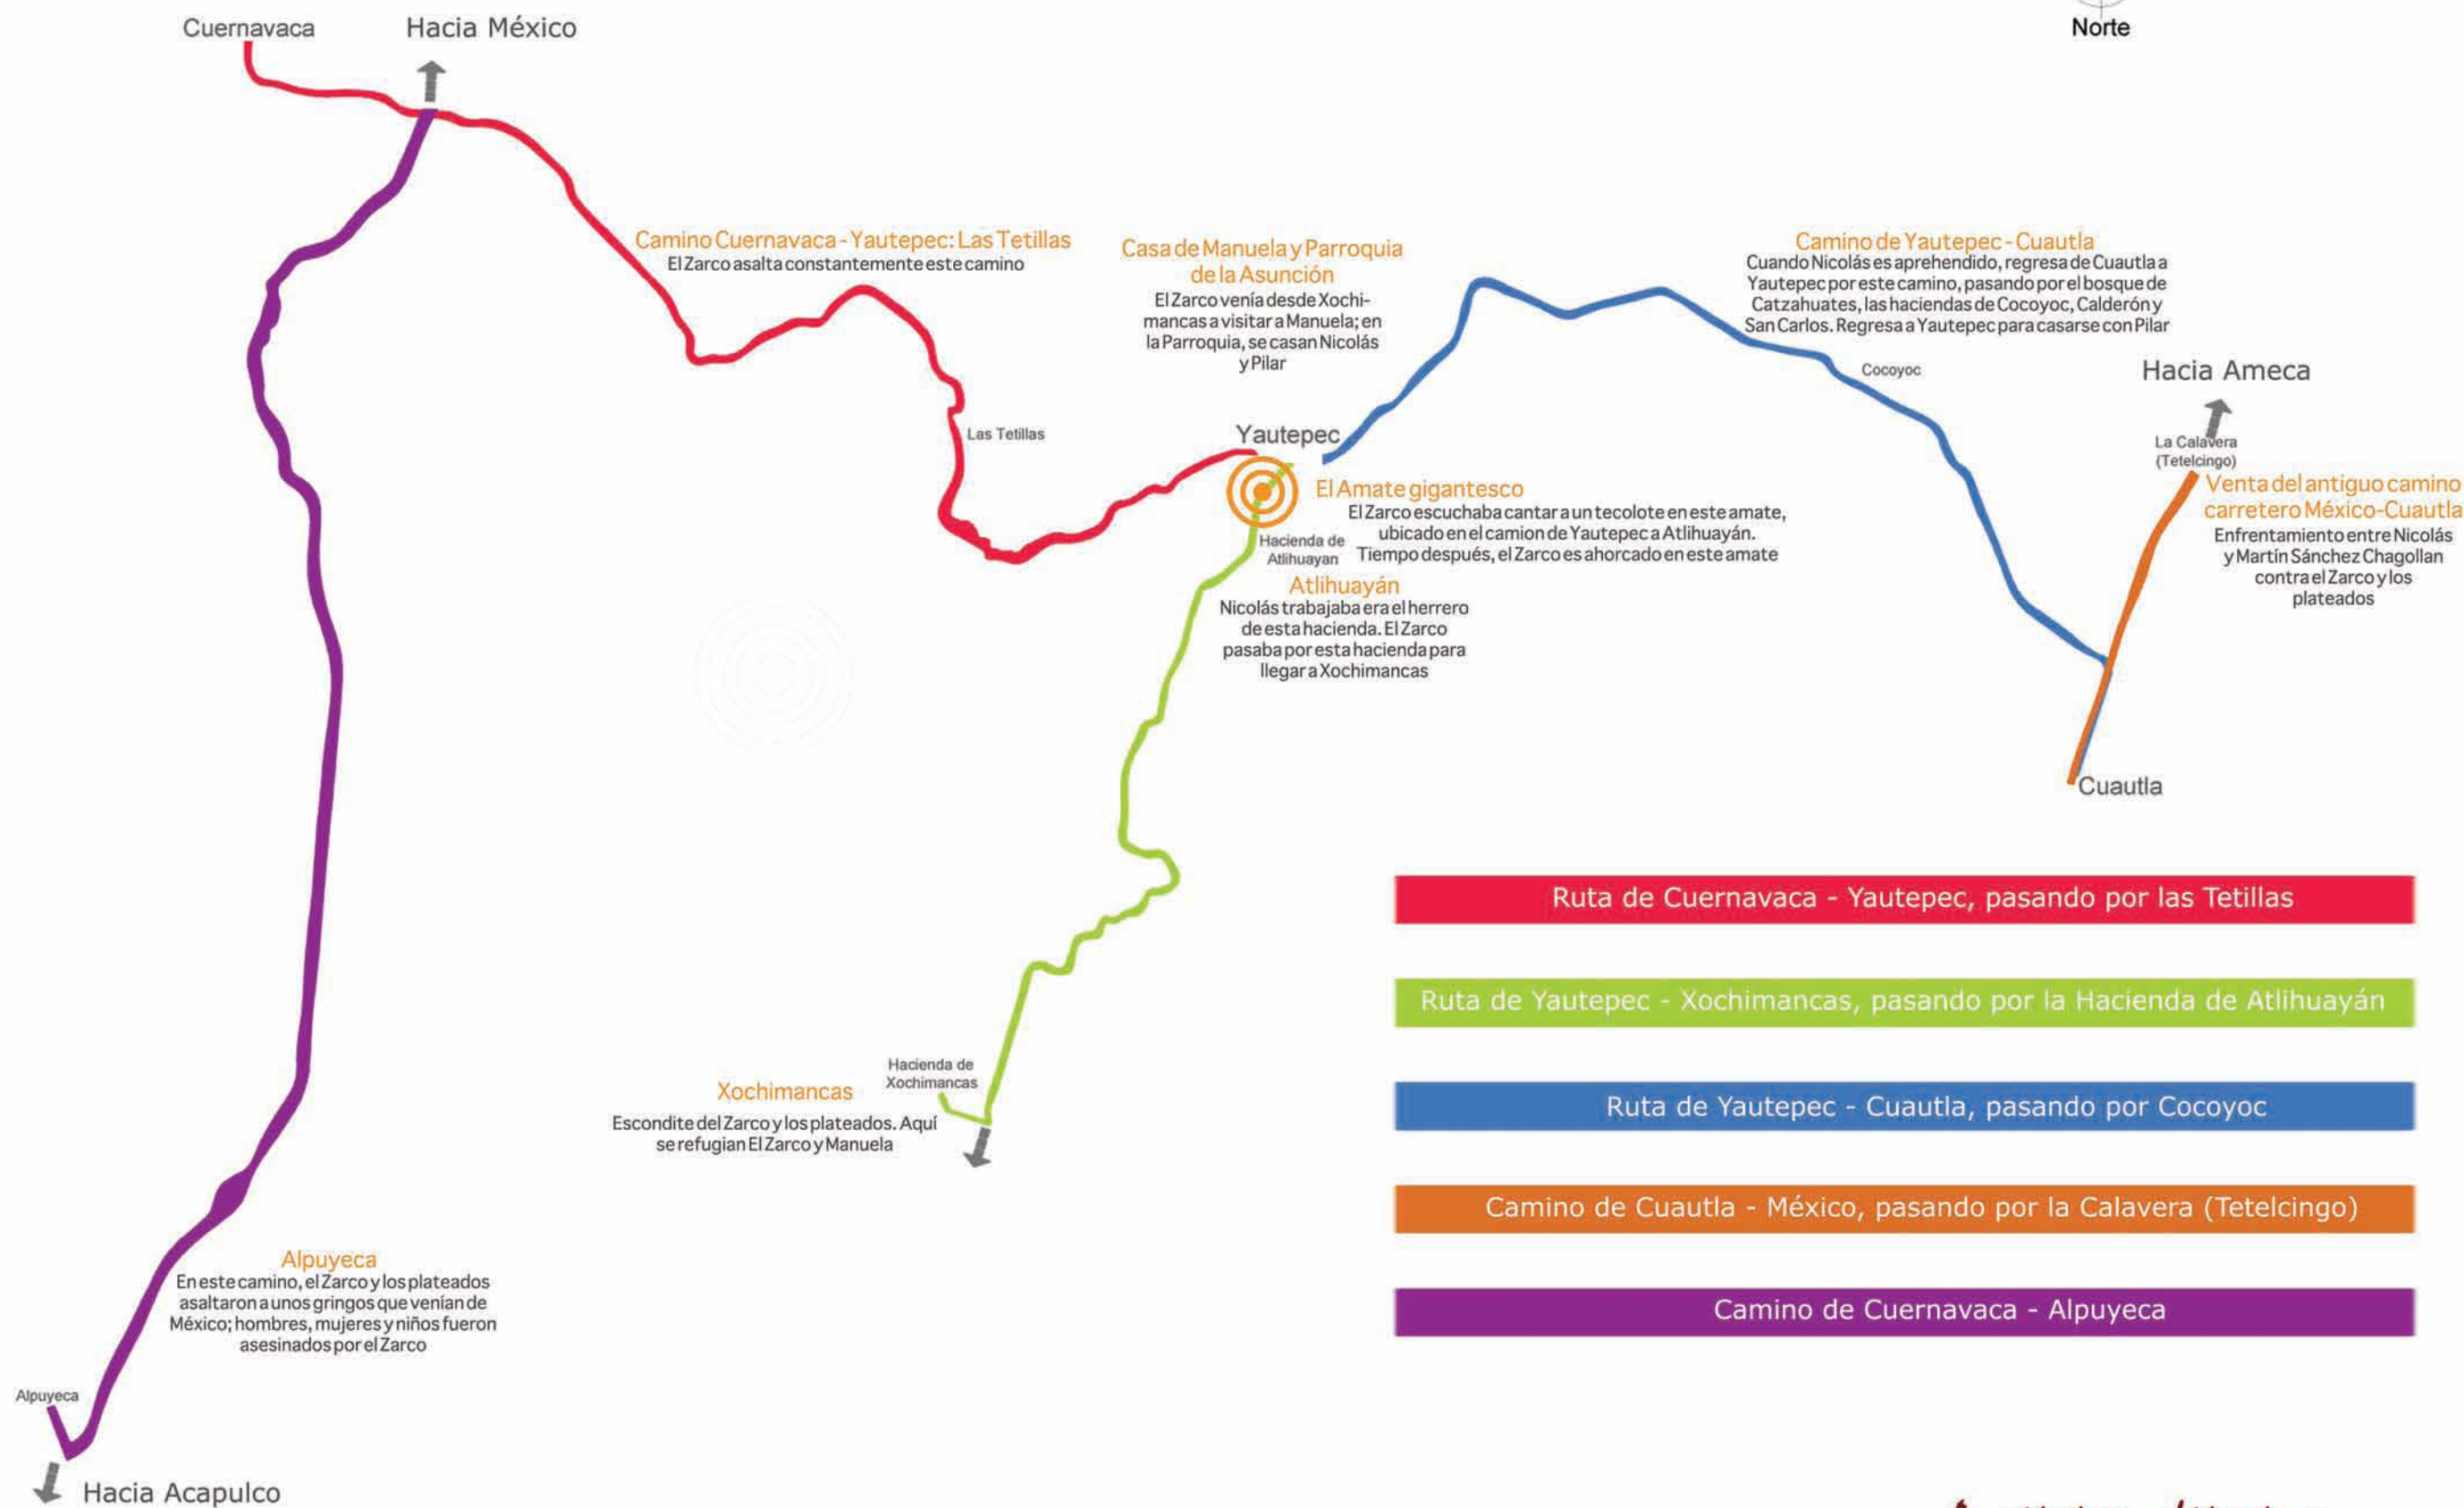 Cuernavaca
Hacia México
Norte
Camino Cuernavaca - Yautepec: Las Tetillas
El Zarco asalta constantemente este camino
Casa de Manuela y Parroquia
de la Asunción
El Zarco venía desde Xochi-
mancas a visitar a Manuela; en
la Parroquia, se casan Nicolás
y Pilar
Camino de Yautepec - Cuautla
Cuando Nicolás es aprehendido, regresa de Cuautla a
Yautepec por este camino, pasando por el bosque de
Catzahuates, las haciendas de Cocoyoc, Calderón y
San Carlos. Regresa a Yautepec para casarse con Pilar
Cocoyoc
Hacia Ameca
La Calavera
(Tetelcingo)
Venta del antiguo camino
carretero México-Cuautla
Enfrentamiento entre Nicolás
y Martín Sánchez Chagollan
contra el Zarco y los
plateados
Las Tetillas
Yautepec
El Amate gigantesco
El Zarco escuchaba cantar a un tecolote en este amate,
ubicado en el camion de Yautepec a Atlihuayán.
Tiempo después, el Zarco es ahorcado en este amate
Hacienda de
Atlihuayan
Atlihuayán
Nicolás trabajaba era el herrero
de esta hacienda. El Zarco
pasaba por esta hacienda para
llegar a Xochimancas
Cuautla
Ruta de Cuernavaca - Yautepec, pasando por las Tetillas
Ruta de Yautepec - Xochimancas, pasando por la Hacienda de Atlihuayán
Ruta de Yautepec - Cuautla, pasando por Cocoyoc
Camino de Cuautla - México, pasando por la Calavera (Tetelcingo)
Camino de Cuernavaca - Alpuyeca
Hacienda de
Xochimancas
Xochimancas
Escondite del Zarco y los plateados. Aquí
se refugian El Zarco y Manuela
Alpuyeca
En este camino, el Zarco y los plateados
asaltaron a unos gringos que venían de
México; hombres, mujeres y niños fueron
asesinados por el Zarco
Alpuyeca
Hacia Acapulco